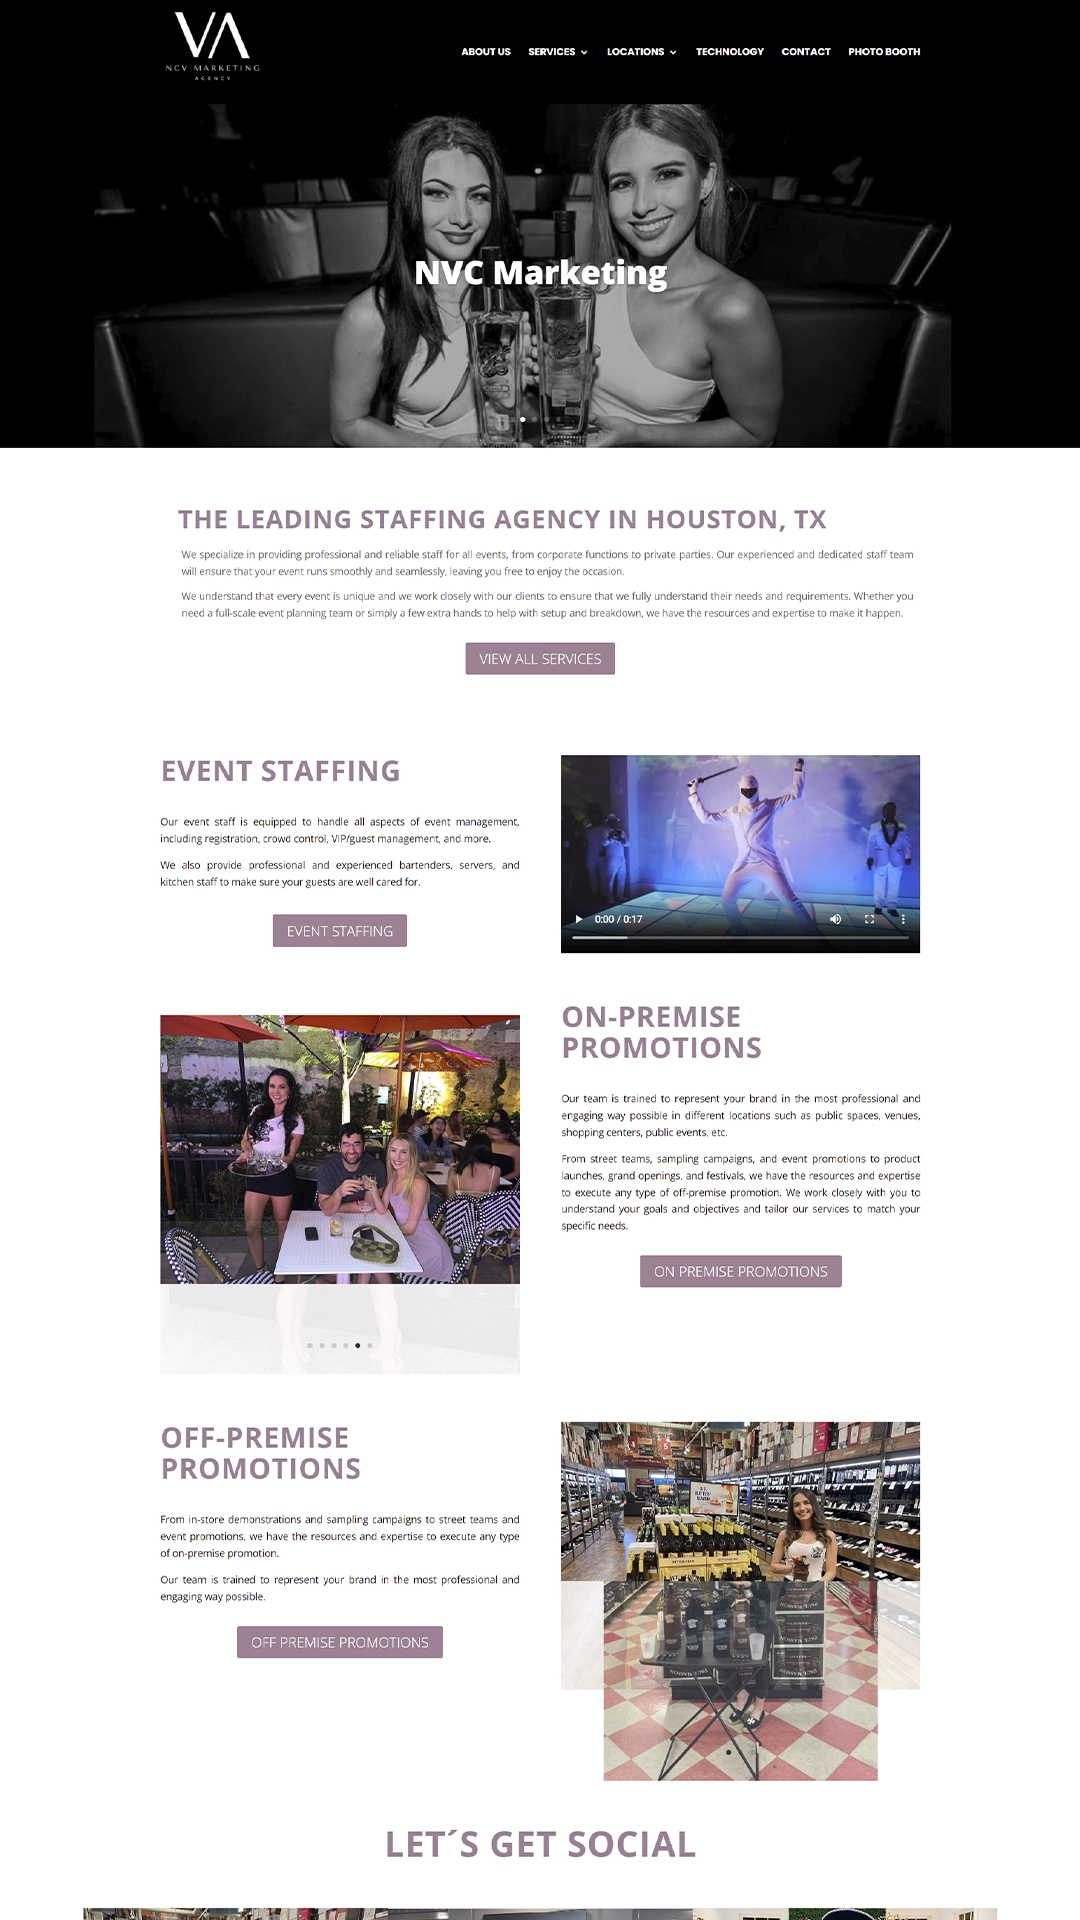 VA
NCV MARKETING
AGENCY
ABOUT US SERVICES LOCATIONS TECHNOLOGY CONTACT PHOTO BOOTH
NVC Marketing
THE LEADING STAFFING AGENCY IN HOUSTON, TX
We specialize in providing professional and reliable staff for all events, from corporate functions to private parties. Our experienced and dedicated staff team
will ensure that your event runs smoothly and seamlessly, leaving you free to enjoy the occasion.
We understand that every event is unique and we work closely with our clients to ensure that we fully understand their needs and requirements. Whether you
need a full-scale event planning team or simply a few extra hands to help with setup and breakdown, we have the resources and expertise to make it happen.
VIEW ALL SERVICES
EVENT STAFFING
Our event staff is equipped to handle all aspects of event management,
including registration, crowd control, VIP/guest management, and more.
We also provide professional and experienced bartenders, servers, and
kitchen staff to make sure your guests are well cared for.
EVENT STAFFING
0:00 / 0:17
ON-PREMISE
PROMOTIONS
Our team is trained to represent your brand in the most professional and
engaging way possible in different locations such as public spaces, venues,
shopping centers, public events, etc.
From street teams, sampling campaigns, and event promotions to product
launches, grand openings, and festivals, we have the resources and expertise
to execute any type of off-premise promotion. We work closely with you to
understand your goals and objectives and tailor our services to match your
specific needs.
ON PREMISE PROMOTIONS
OFF-PREMISE
PROMOTIONS
From in-store demonstrations and sampling campaigns to street teams and
event promotions, we have the resources and expertise to execute any type
of on-premise promotion.
Our team is trained to represent your brand in the most professional and
engaging way possible.
OFF PREMISE PROMOTIONS
LET´S GET SOCIAL